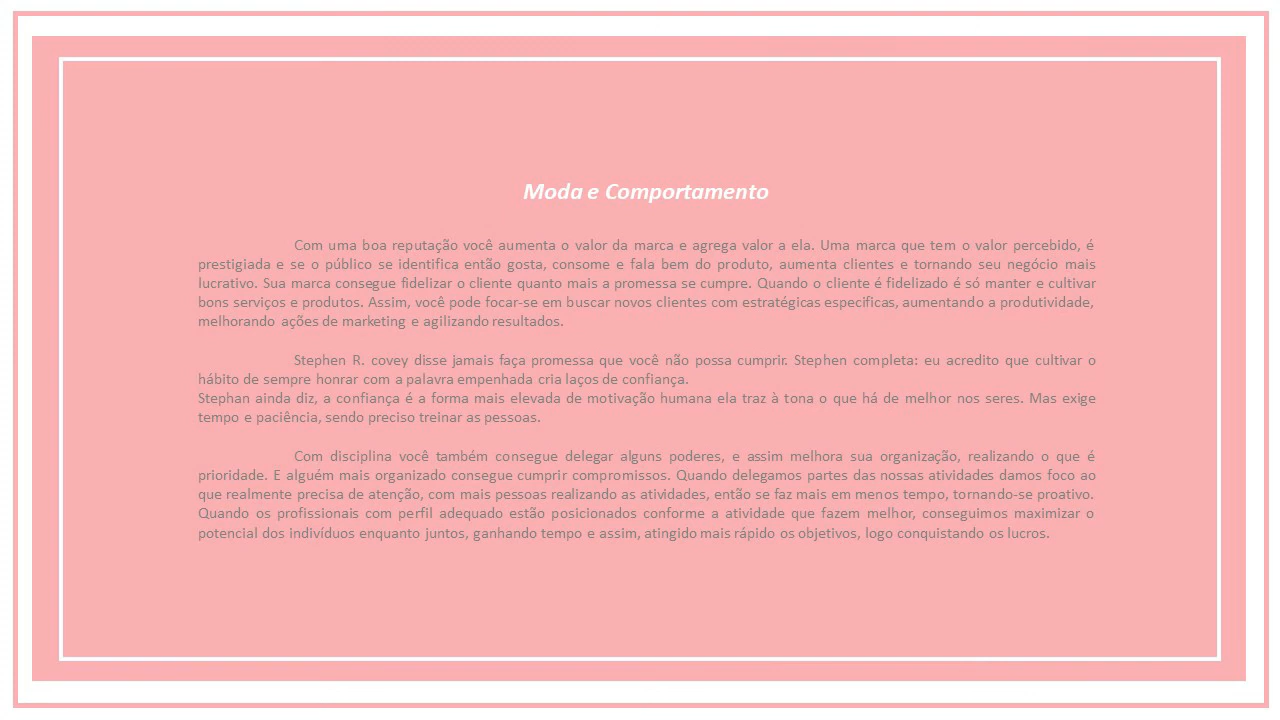 Moda e Comportamento
Com uma boa reputação você aumenta o valor da marca e agrega valor a ela. Uma marca que tem o valor percebido, é
prestigiada e se o público se identifica então gosta, consome e fala bem do produto, aumenta clientes e tornando seu negócio mais
lucrativo. Sua marca consegue fidelizar o cliente quanto mais a promessa se cumpre. Quando o cliente é fidelizado é só manter e cultivar
bons serviços e produtos. Assim, você pode focar-se em buscar novos clientes com estratégicas especificas, aumentando a produtividade,
melhorando ações de marketing e agilizando resultados.
Stephen R. covey disse jamais faça promessa que você não possa cumprir. Stephen completa: eu acredito que cultivar o
hábito de sempre honrar com a palavra empenhada cria laços de confiança.
Stephan ainda diz, a confiança é a forma mais elevada de motivação humana ela traz à tona o que há de melhor nos seres. Mas exige
tempo e paciência, sendo preciso treinar as pessoas.
Com disciplina você também consegue delegar alguns poderes, e assim melhora sua organização, realizando o que é
prioridade. E alguém mais organizado consegue cumprir compromissos. Quando delegamos partes das nossas atividades damos foco ao
que realmente precisa de atenção, com mais pessoas realizando as atividades, então se faz mais em menos tempo, tornando-se proativo.
Quando os profissionais com perfil adequado estão posicionados conforme a atividade que fazem melhor, conseguimos maximizar o
potencial dos indivíduos enquanto juntos, ganhando tempo e assim, atingido mais rápido os objetivos, logo conquistando os lucros.